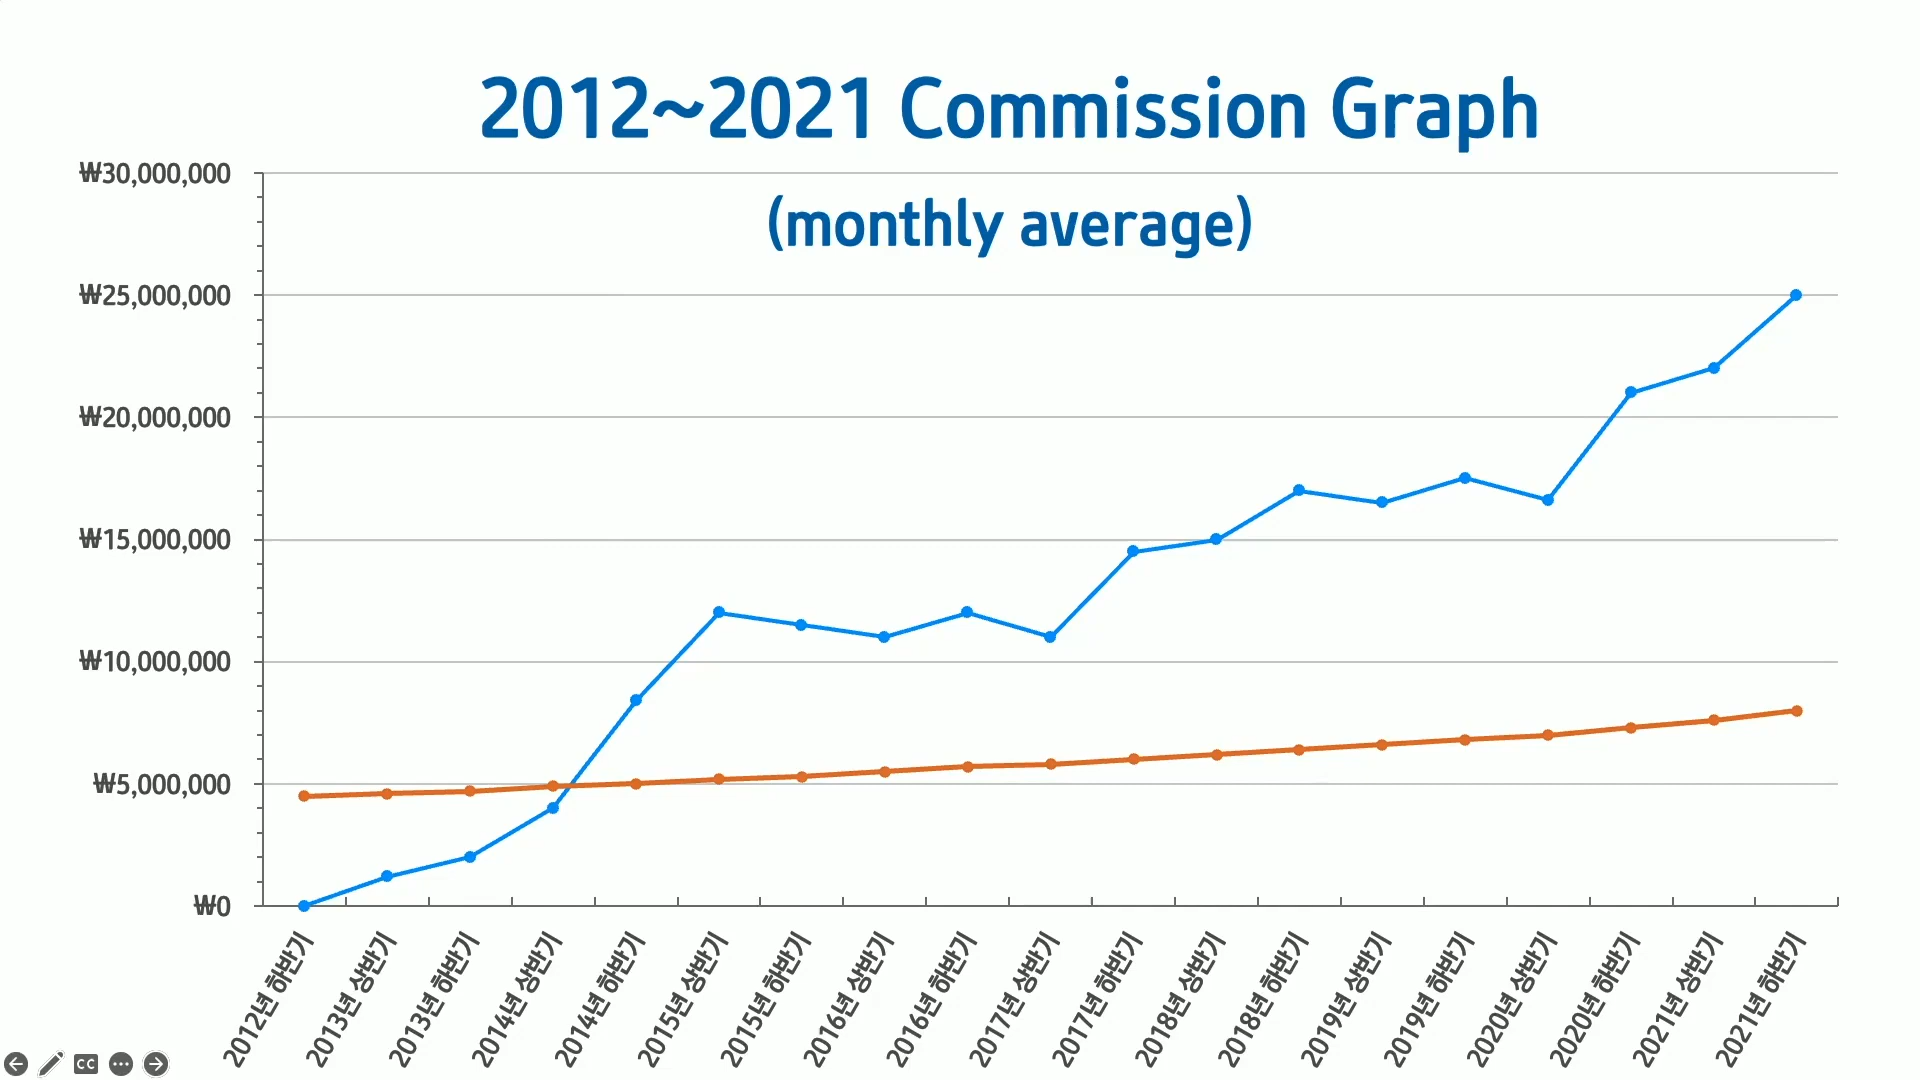 2012~2021 Commission Graph
(monthly average)
₩30,000,000
₩25,000,000
₩20,000,000
₩15,000,000
₩10,000,000
₩5,000,000
₩0
2012년 하반기
2013년 상반기
2013년 하반기
2014년 상반기
2014년 하반기
2015년 상반기
2015년 하반기
2016년 상반기
2016년 하반기
2017년 상반기
2017년 하반기
2018년 상반기
2018년 하반기
2019년 상반기
2019년 하반기
2020년 상반기
2020년 하반기
2021년 상반기
2021년 하반기
CC